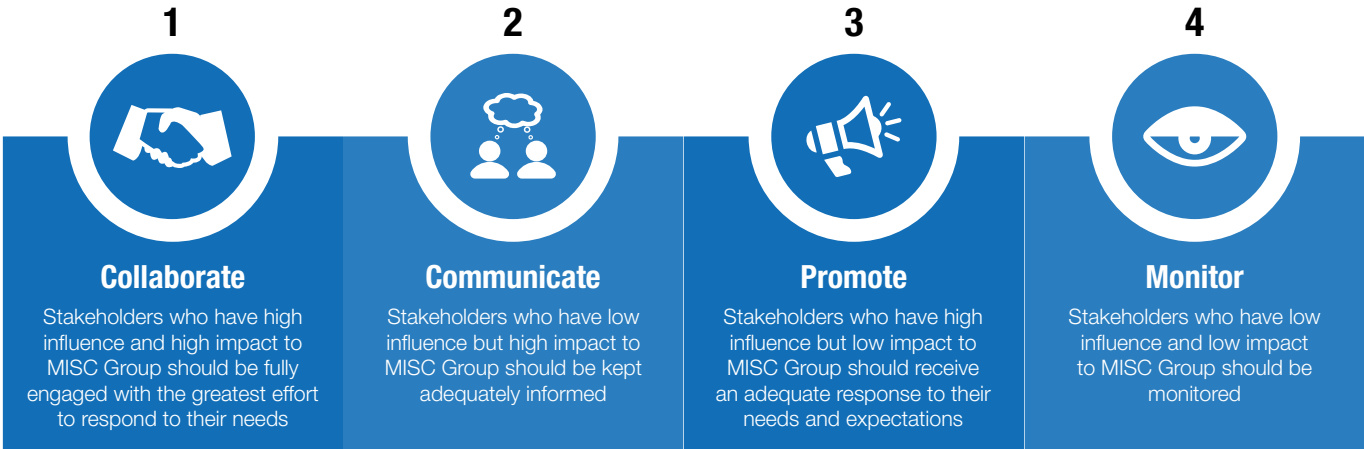 1
Collaborate
Stakeholders who have high
influence and high impact to
MISC Group should be fully
engaged with the greatest effort
to respond to their needs
2
Communicate
Stakeholders who have low
influence but high impact to
MISC Group should be kept
adequately informed
3
Promote
Stakeholders who have high
influence but low impact to
MISC Group should receive
an adequate response to their
needs and expectations
4
Monitor
Stakeholders who have low
influence and low impact
to MISC Group should be
monitored